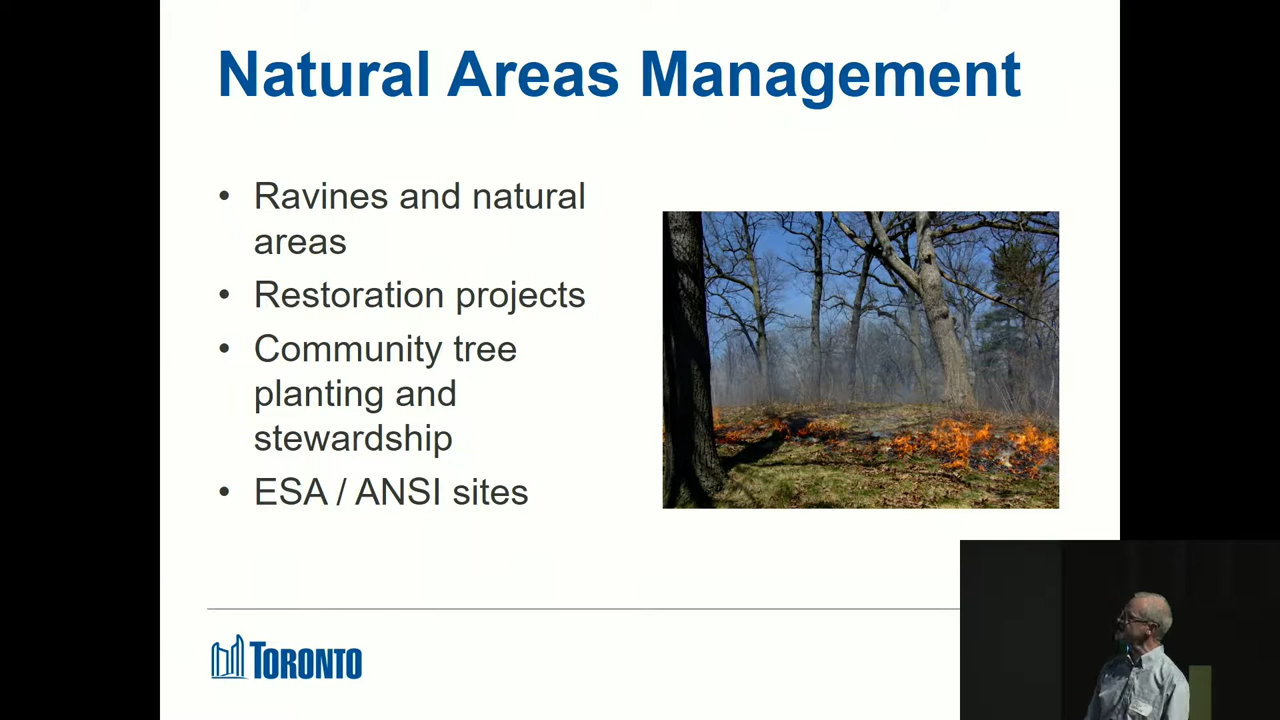 Natural Areas Management
• Ravines and natural
areas
• Restoration projects
• Community tree
planting and
stewardship
• ESA / ANSI sites
TORONTO